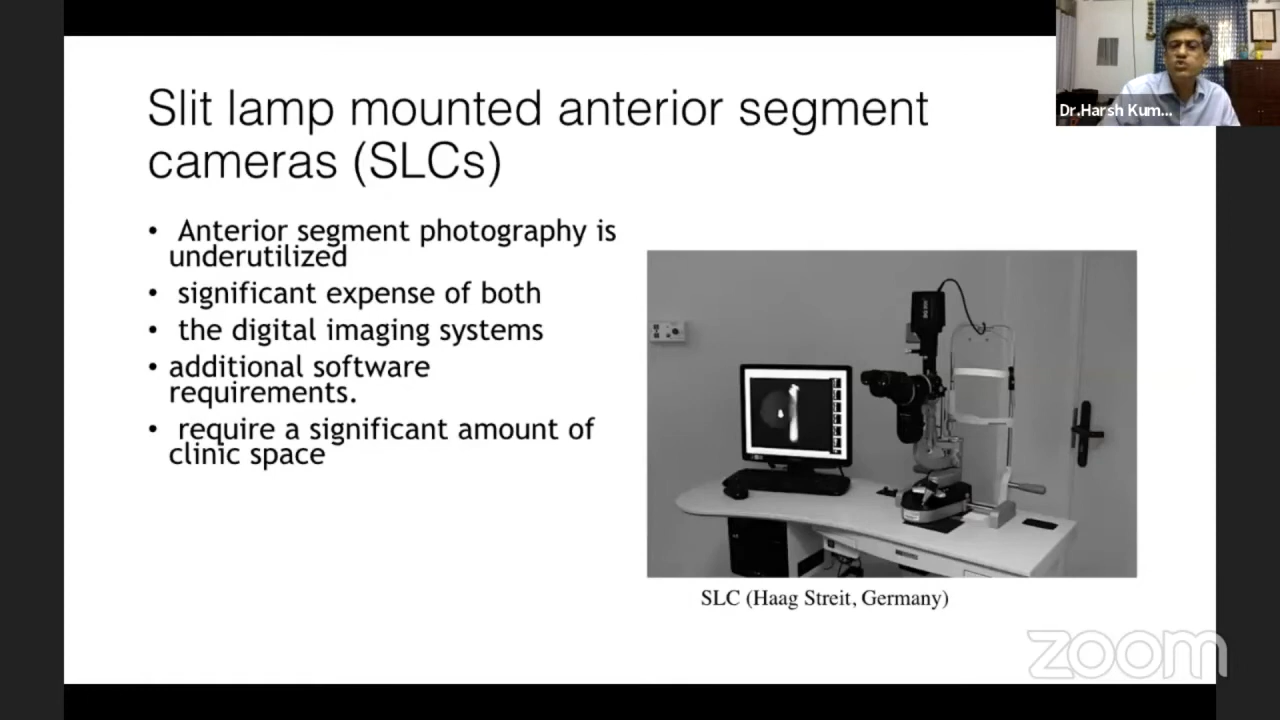 Slit lamp mounted anterior segment
cameras (SLCs)
• Anterior segment photography is
underutilized
• significant expense of both
• the digital imaging systems
• additional software
requirements.
• require a significant amount of
clinic space
SLC (Haag Streit, Germany)
Dr.Harsh Kum...
zoom